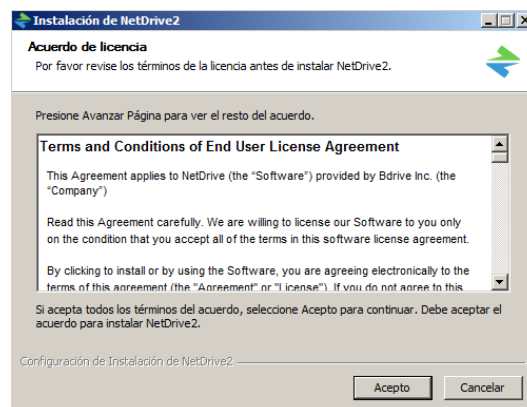 Instalación de NetDrive2
Acuerdo de licencia
Por favor revise los términos de la licencia antes de instalar NetDrive2.
Presione Avanzar Página para ver el resto del acuerdo.
Terms and Conditions of End User License Agreement
This Agreement applies to NetDrive (the “Software”) provided by Bdrive Inc. (the
“Company”)
Read this Agreement carefully. We are willing to license our Software to you only
on the condition that you accept all of the terms in this software license agreement.
By clicking to install or by using the Software, you are agreeing electronically to the
terms of this agreement (the "Agreement" or "License"). If you do not agree to this
Si acepta todos los términos del acuerdo, seleccione Acepto para continuar. Debe aceptar el
acuerdo para instalar NetDrive2.
Configuración de Instalación de NetDrive2
Acepto
Cancelar